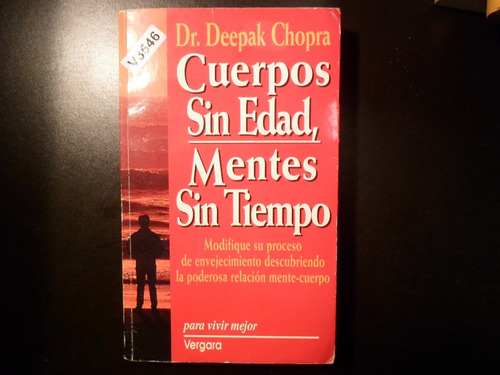 V3546
Dr. Deepak Chopra
Cuerpos
Sin Edad,
Mentes
Sin Tiempo
Modifique su proceso
de envejecimiento descubriendo
la poderosa relación mente-cuerpo
para vivir mejor
Vergara